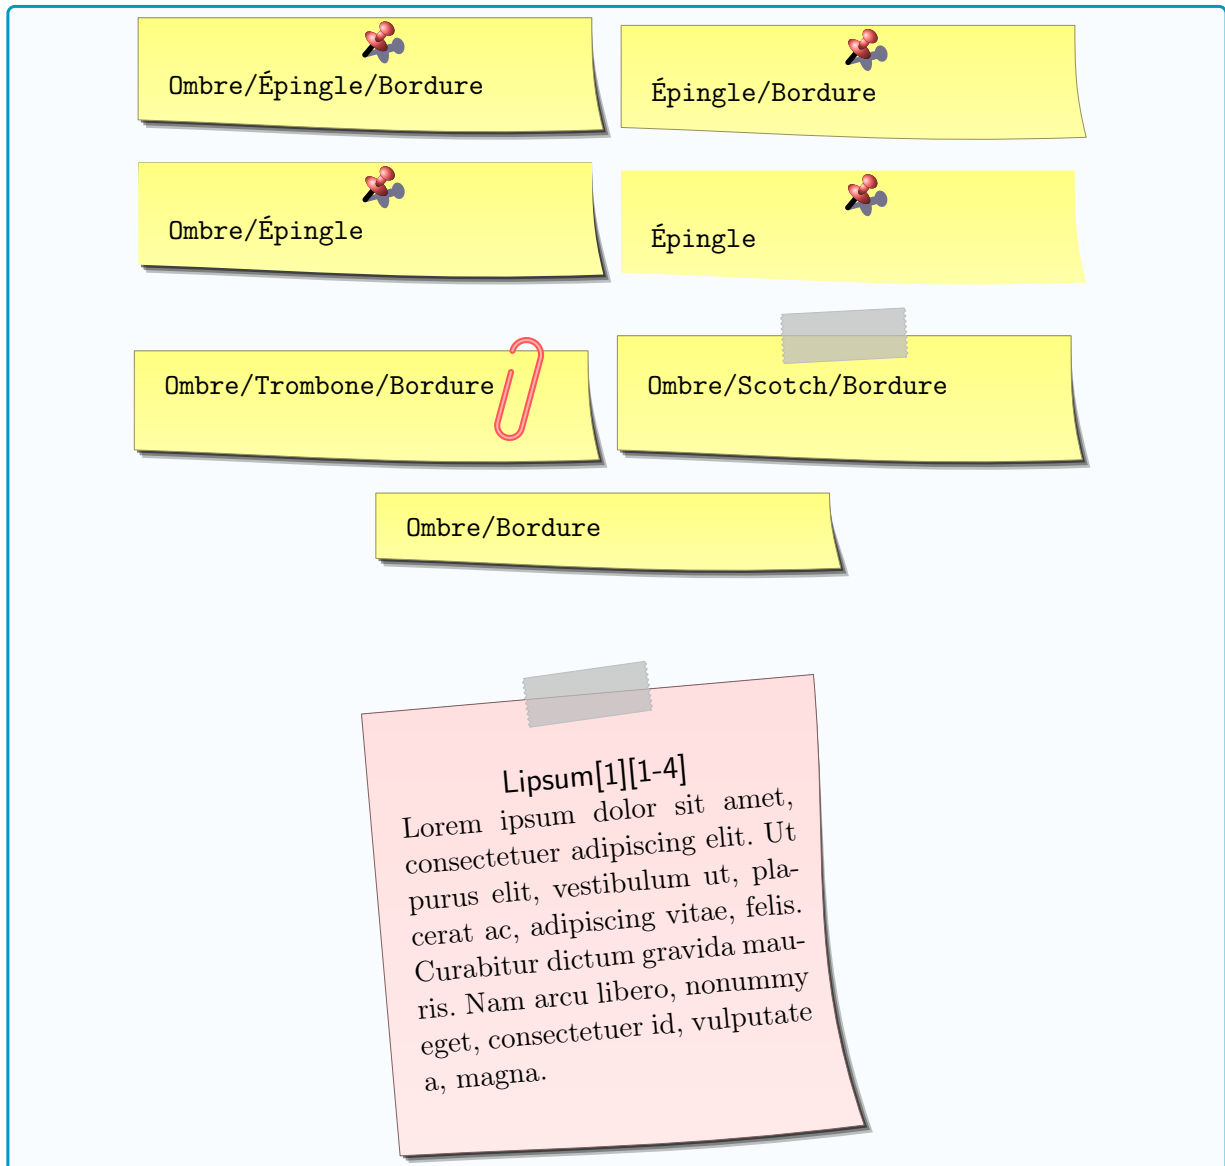 Ombre/Épingle/Bordure
Épingle/Bordure
Ombre/Épingle
Épingle
Ombre/Trombone/Bordure
Ombre/Scotch/Bordure
Ombre/Bordure
Lipsum[1][1-4]
Lorem ipsum dolor sit amet,
consectetuer adipiscing elit. Ut
purus elit, vestibulum ut, pla-
cerat ac, adipiscing vitae, felis.
Curabitur dictum gravida mau-
ris. Nam arcu libero, nonummy
eget, consectetuer id, vulputate
a, magna.